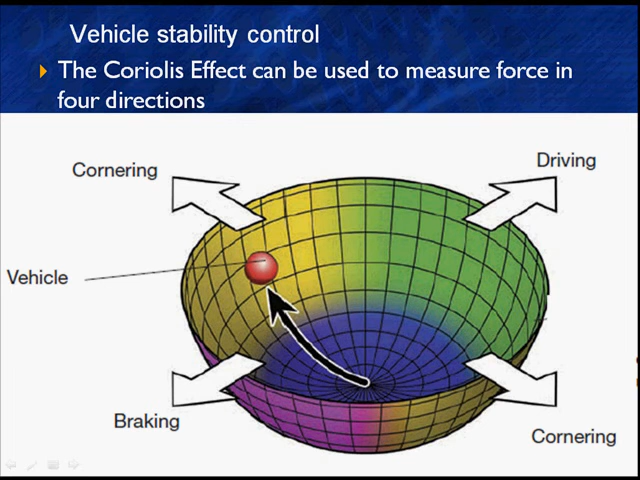 Vehicle stability control
The Coriolis Effect can be used to measure force in
four directions
Cornering
Driving
Vehicle
Braking
Cornering